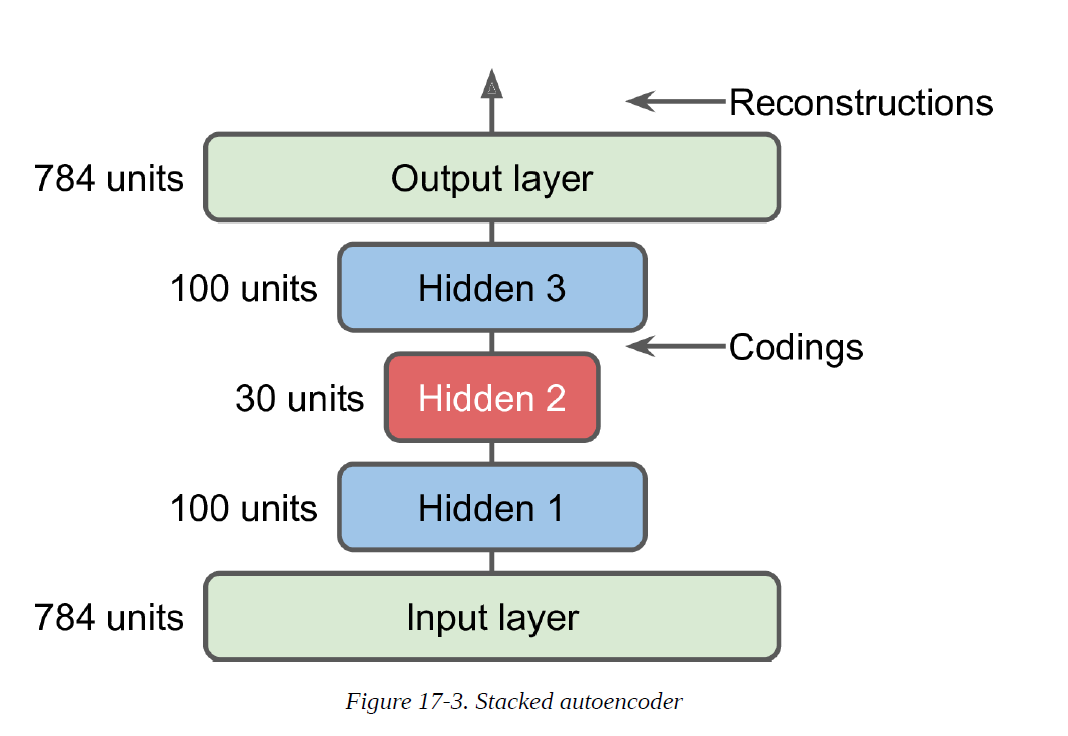 Reconstructions
784 units Output layer
100 units Hidden 3
Codings
30 units Hidden 2
100 units Hidden 1
784 units Input layer
Figure 17-3. Stacked autoencoder